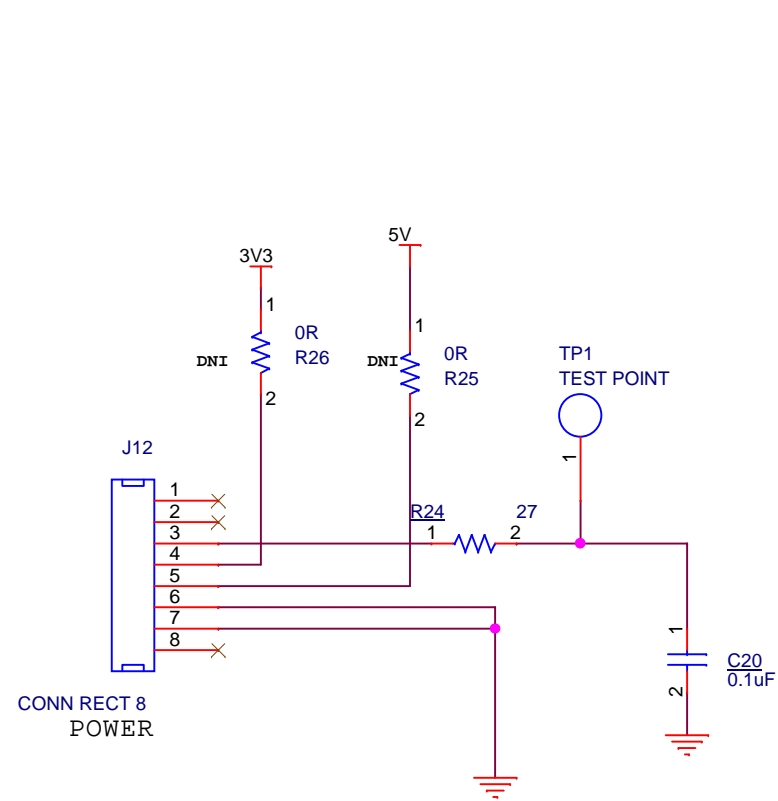 5V
3V3
1
0R
R26
DNI
2
1
0R
R25
DNI
2
TP1
TEST POINT
1
J12
1
2
3
4
5
6
7
8
R24
27
1
2
1
2
C20
0.1uF
CONN RECT 8
POWER